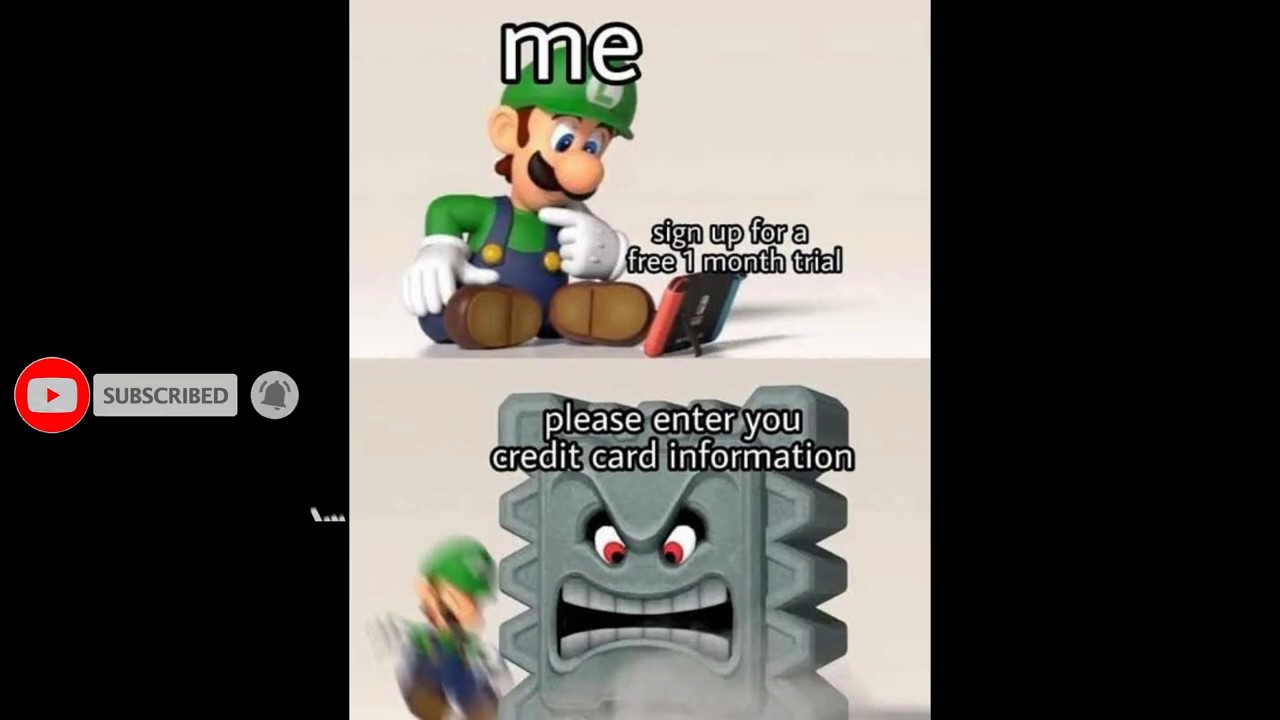 me
L
sign up for a
free 1 month trial
SUBSCRIBED
please enter you
credit card information